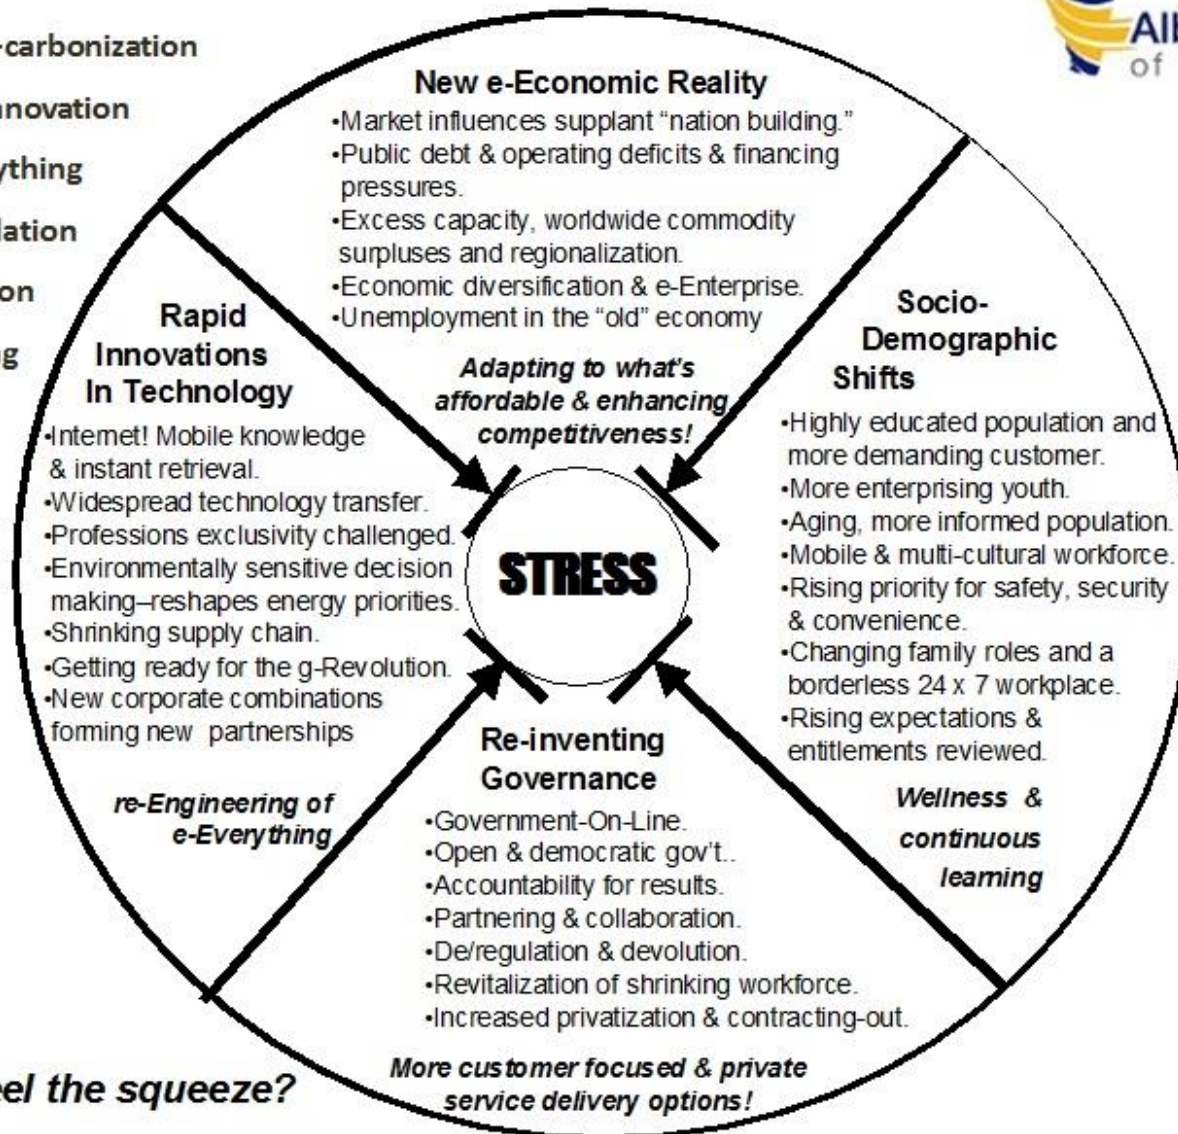 -carbonization
novation
ything
lation
on
g
Alb
of
New e-Economic Reality
•Market influences supplant “nation building.”
•Public debt & operating deficits & financing
pressures.
•Excess capacity, worldwide commodity
surpluses and regionalization.
•Economic diversification & e-Enterprise.
•Unemployment in the “old” economy
Adapting to what's
affordable & enhancing
competitiveness!
Rapid
Innovations
In Technology
•Internet! Mobile knowledge
& instant retrieval.
•Widespread technology transfer.
•Professions exclusivity challenged.
•Environmentally sensitive decision
making–reshapes energy priorities.
•Shrinking supply chain.
•Getting ready for the g-Revolution.
•New corporate combinations
forming new partnerships
re-Engineering of
e-Everything
STRESS
Socio-
Demographic
Shifts
•Highly educated population and
more demanding customer.
•More enterprising youth.
•Aging, more informed population.
•Mobile & multi-cultural workforce.
•Rising priority for safety, security
& convenience.
•Changing family roles and a
borderless 24 x 7 workplace.
•Rising expectations &
entitlements reviewed.
Wellness &
continuous
learning
Re-inventing
Governance
•Government-On-Line.
•Open & democratic gov't..
•Accountability for results.
•Partnering & collaboration.
•De/regulation & devolution.
•Revitalization of shrinking workforce.
•Increased privatization & contracting-out.
More customer focused & private
service delivery options!
eel the squeeze?